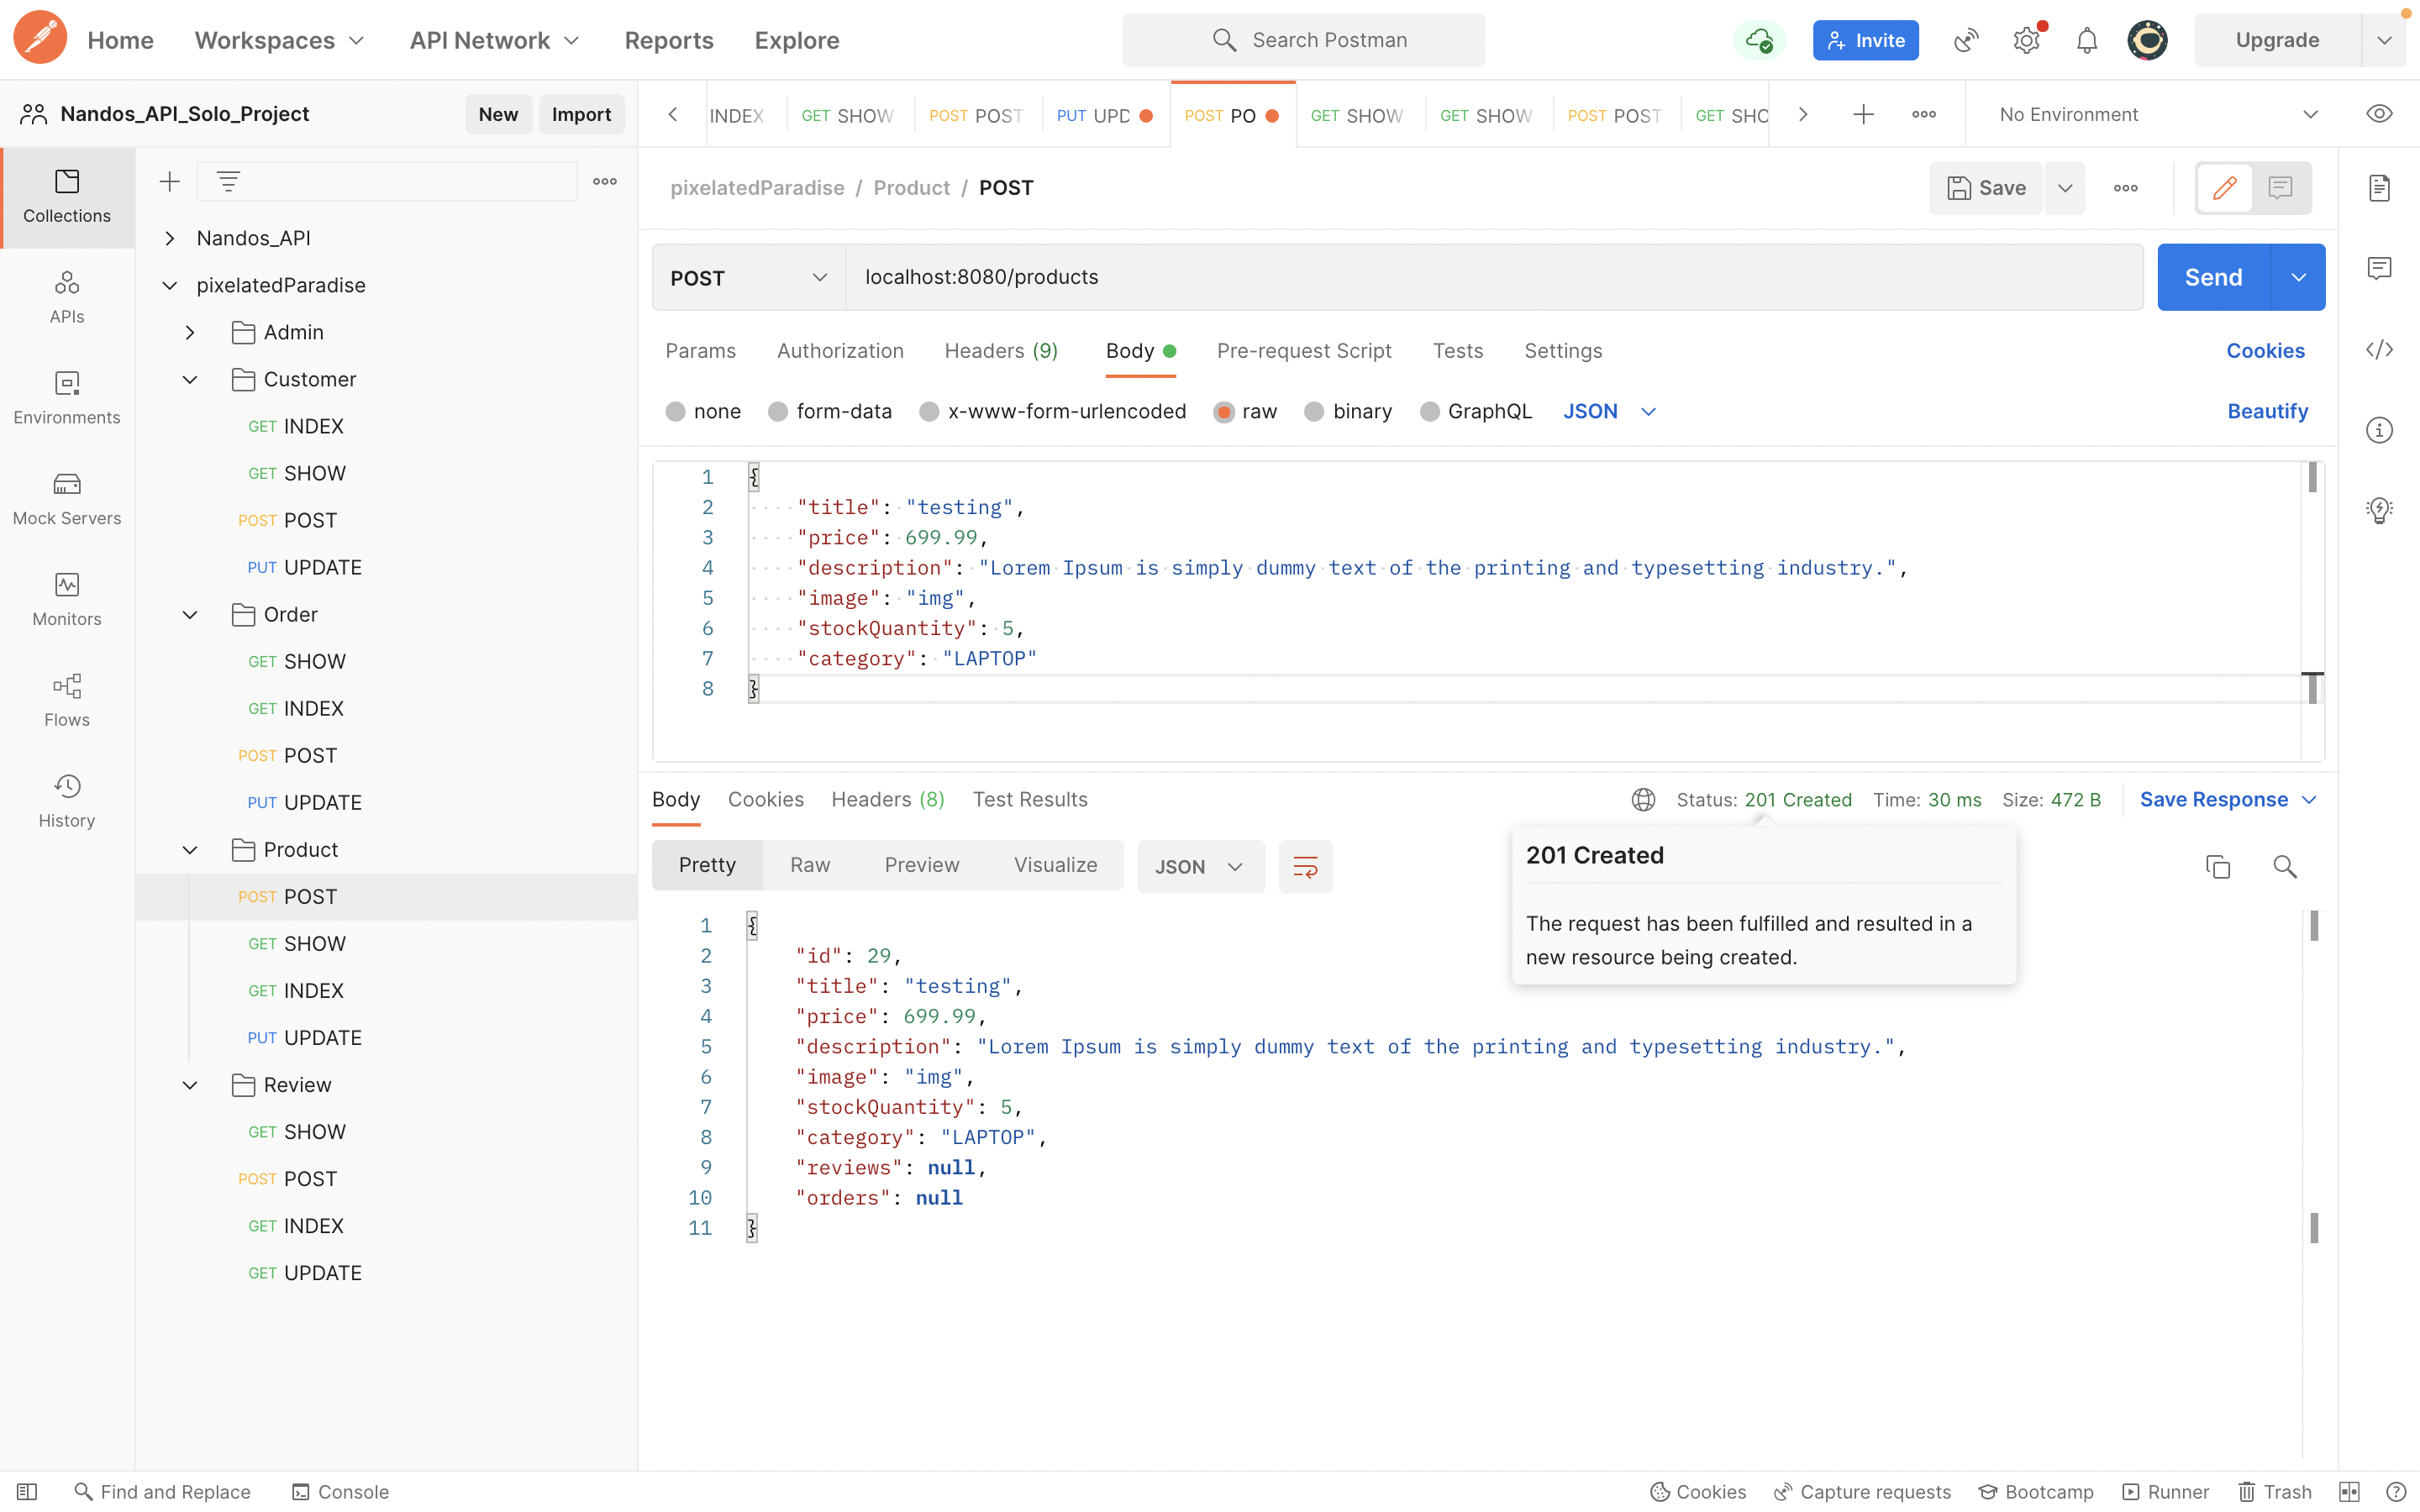 Home Workspaces API Network Reports Explore Search Postman Invite Upgrade
Nandos_API_Solo_Project New Import
INDEX GET SHOW POST POST PUT UPD POST PO GET SHOW GET SHOW POST POST GET SHO No Environment
Collections
APIs
Environments
Mock Servers
Monitors
Flows
History
Nandos_API
pixelatedParadise
Admin
Customer
GET INDEX
GET SHOW
POST POST
PUT UPDATE
Order
GET SHOW
GET INDEX
POST POST
PUT UPDATE
Product
POST POST
GET SHOW
GET INDEX
PUT UPDATE
Review
GET SHOW
POST POST
GET INDEX
GET UPDATE
pixelatedParadise / Product / POST Save
POST localhost:8080/products Send
Params Authorization Headers (9) Body Pre-request Script Tests Settings Cookies
none form-data x-www-form-urlencoded raw binary GraphQL JSON Beautify
1 {
2 "title": "testing",
3 "price": 699.99,
4 "description": "Lorem Ipsum is simply dummy text of the printing and typesetting industry.",
5 "image": "img",
6 "stockQuantity": 5,
7 "category": "LAPTOP"
8 }
Body Cookies Headers (8) Test Results Status: 201 Created Time: 30 ms Size: 472 B Save Response
Pretty Raw Preview Visualize JSON
201 Created
The request has been fulfilled and resulted in a
new resource being created.
1 {
2 "id": 29,
3 "title": "testing",
4 "price": 699.99,
5 "description": "Lorem Ipsum is simply dummy text of the printing and typesetting industry.",
6 "image": "img",
7 "stockQuantity": 5,
8 "category": "LAPTOP",
9 "reviews": null,
10 "orders": null
11 }
Find and Replace Console Cookies Capture requests Bootcamp Runner Trash